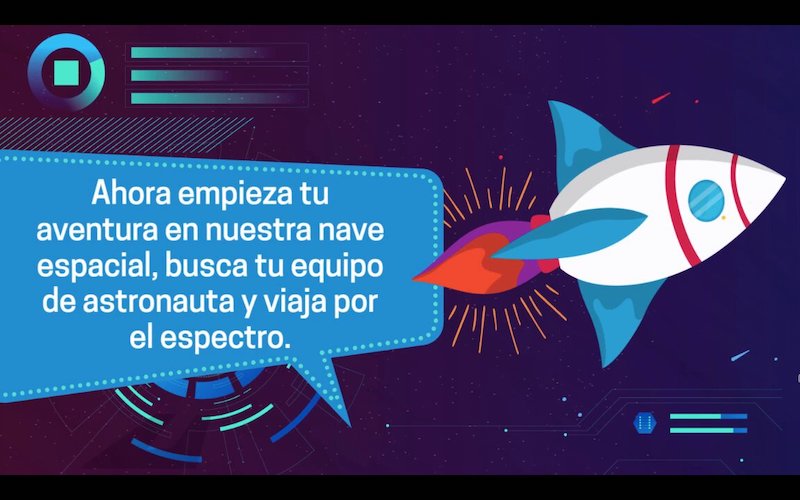 Ahora empieza tu
aventura en nuestra nave
espacial, busca tu equipo
de astronauta y viaja por
el espectro.